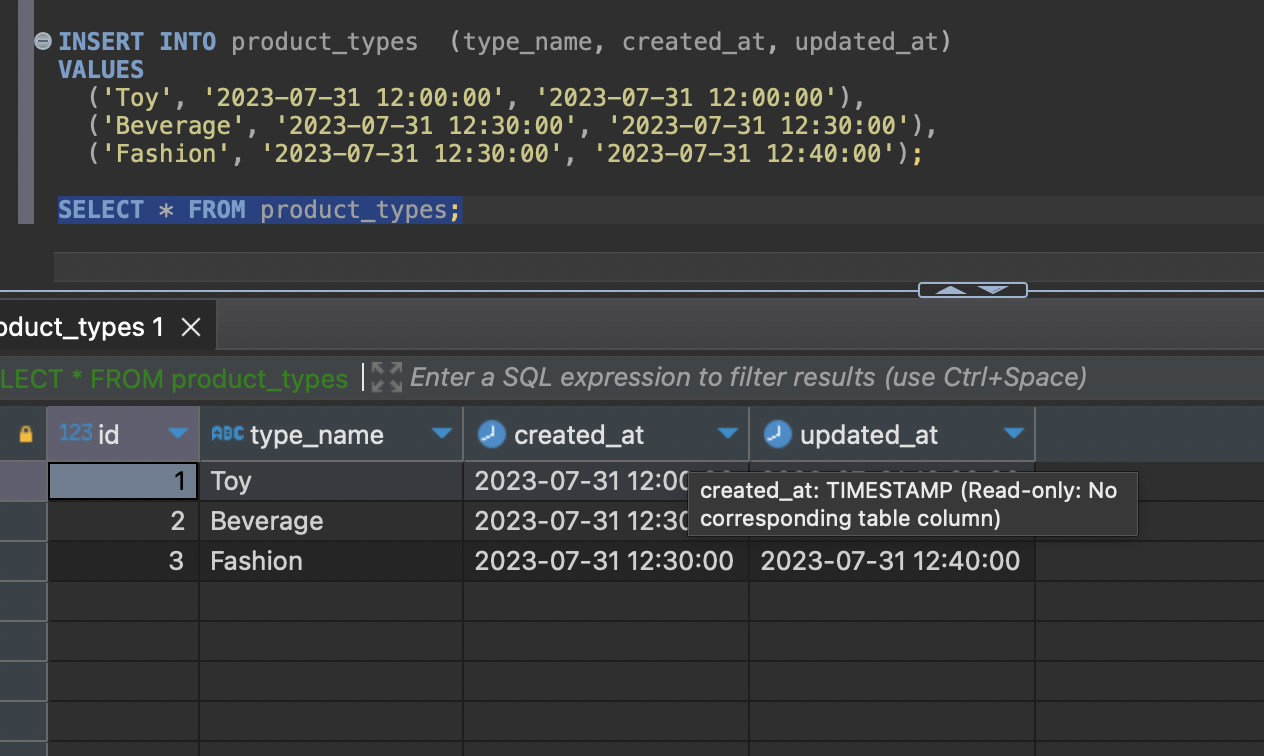 INSERT INTO product_types  (type_name, created_at, updated_at)
VALUES
('Toy', '2023-07-31 12:00:00', '2023-07-31 12:00:00'),
('Beverage', '2023-07-31 12:30:00', '2023-07-31 12:30:00'),
('Fashion', '2023-07-31 12:30:00', '2023-07-31 12:40:00');
SELECT * FROM product_types;
oduct_types 1
LECT * FROM product_types Enter a SQL expression to filter results (use Ctrl+Space)
123 id ABC type_name created_at updated_at
1 Toy 2023-07-31 12:00
created_at: TIMESTAMP (Read-only: No
corresponding table column)
2 Beverage 2023-07-31 12:30
3 Fashion 2023-07-31 12:30:00 2023-07-31 12:40:00